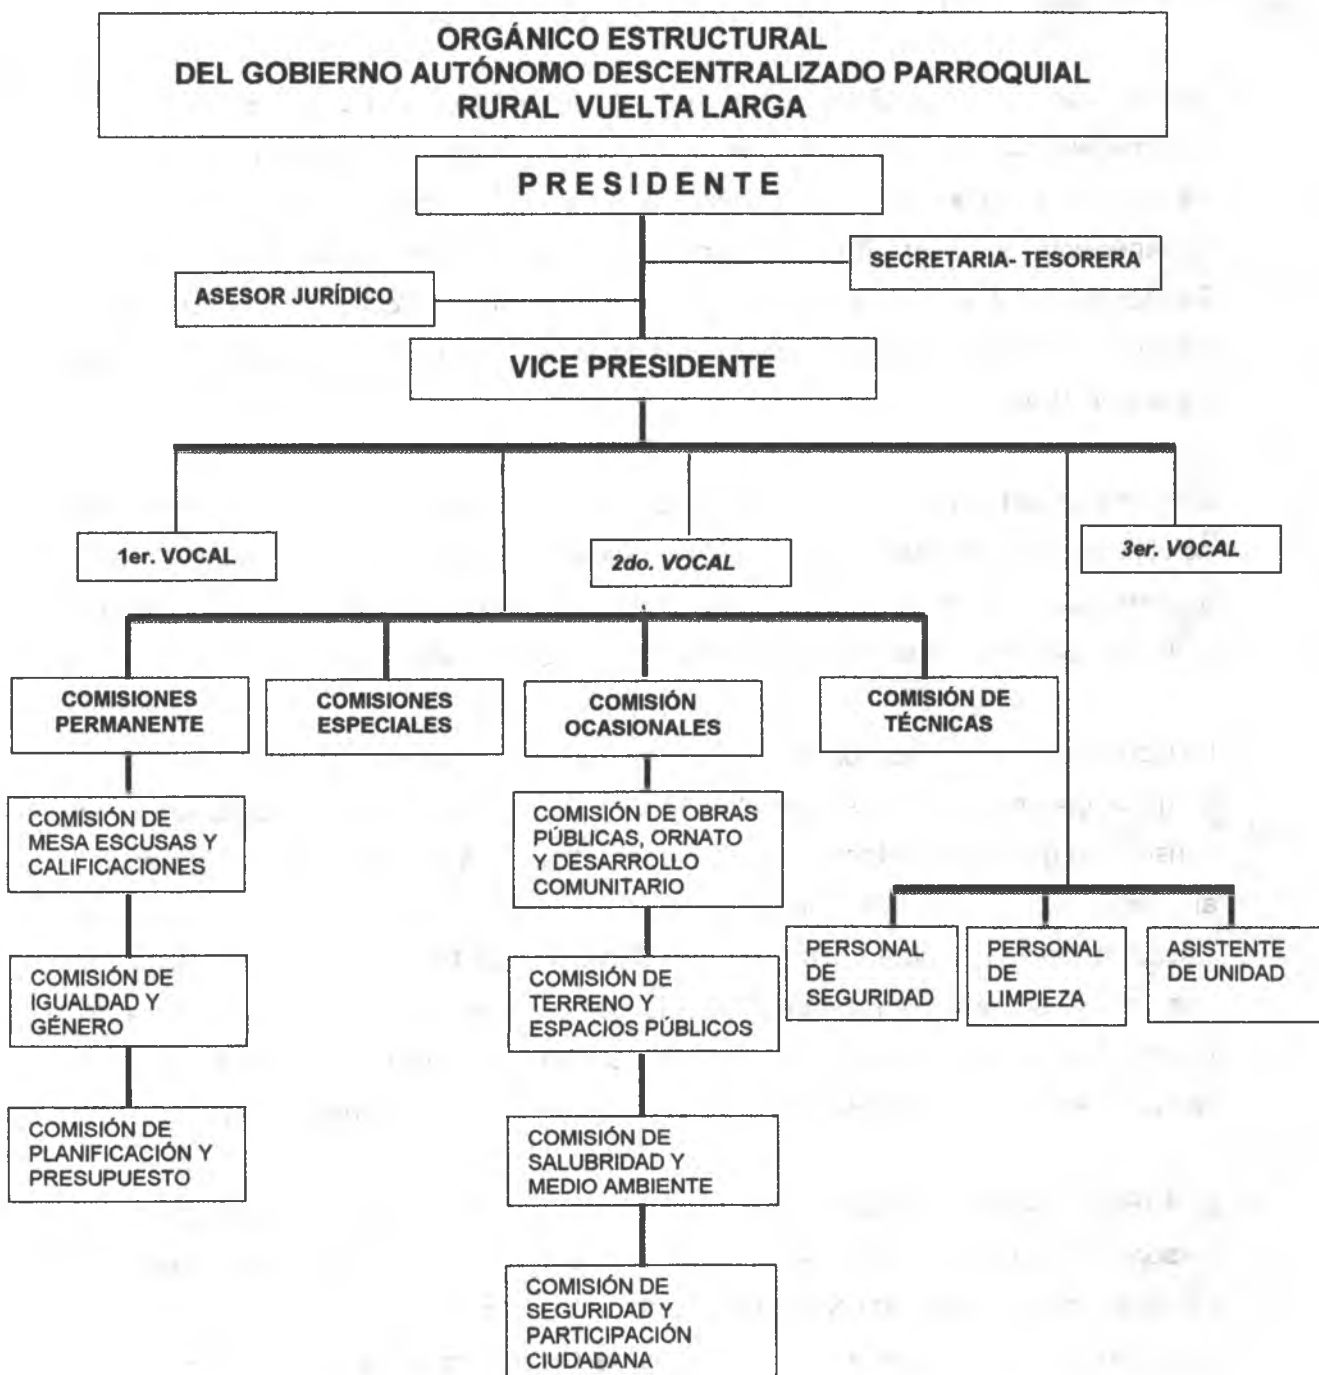 ORGÁNICO ESTRUCTURAL
DEL GOBIERNO AUTÓNOMO DESCENTRALIZADO PARROQUIAL
RURAL VUELTA LARGA
PRESIDENTE
SECRETARIA- TESORERA
ASESOR JURÍDICO
VICE PRESIDENTE
1er. VOCAL
2do. VOCAL
3er. VOCAL
COMISIONES
PERMANENTE
COMISIONES
ESPECIALES
COMISIÓN
OCASIONALES
COMISIÓN DE
TÉCNICAS
COMISIÓN DE
MESA ESCUSAS Y
CALIFICACIONES
COMISIÓN DE OBRAS
PÚBLICAS, ORNATO
Y DESARROLLO
COMUNITARIO
PERSONAL
DE
SEGURIDAD
PERSONAL
DE
LIMPIEZA
ASISTENTE
DE UNIDAD
COMISIÓN DE
IGUALDAD Y
GÉNERO
COMISIÓN DE
TERRENO Y
ESPACIOS PÚBLICOS
COMISIÓN DE
PLANIFICACIÓN Y
PRESUPUESTO
COMISIÓN DE
SALUBRIDAD Y
MEDIO AMBIENTE
COMISIÓN DE
SEGURIDAD Y
PARTICIPACIÓN
CIUDADANA